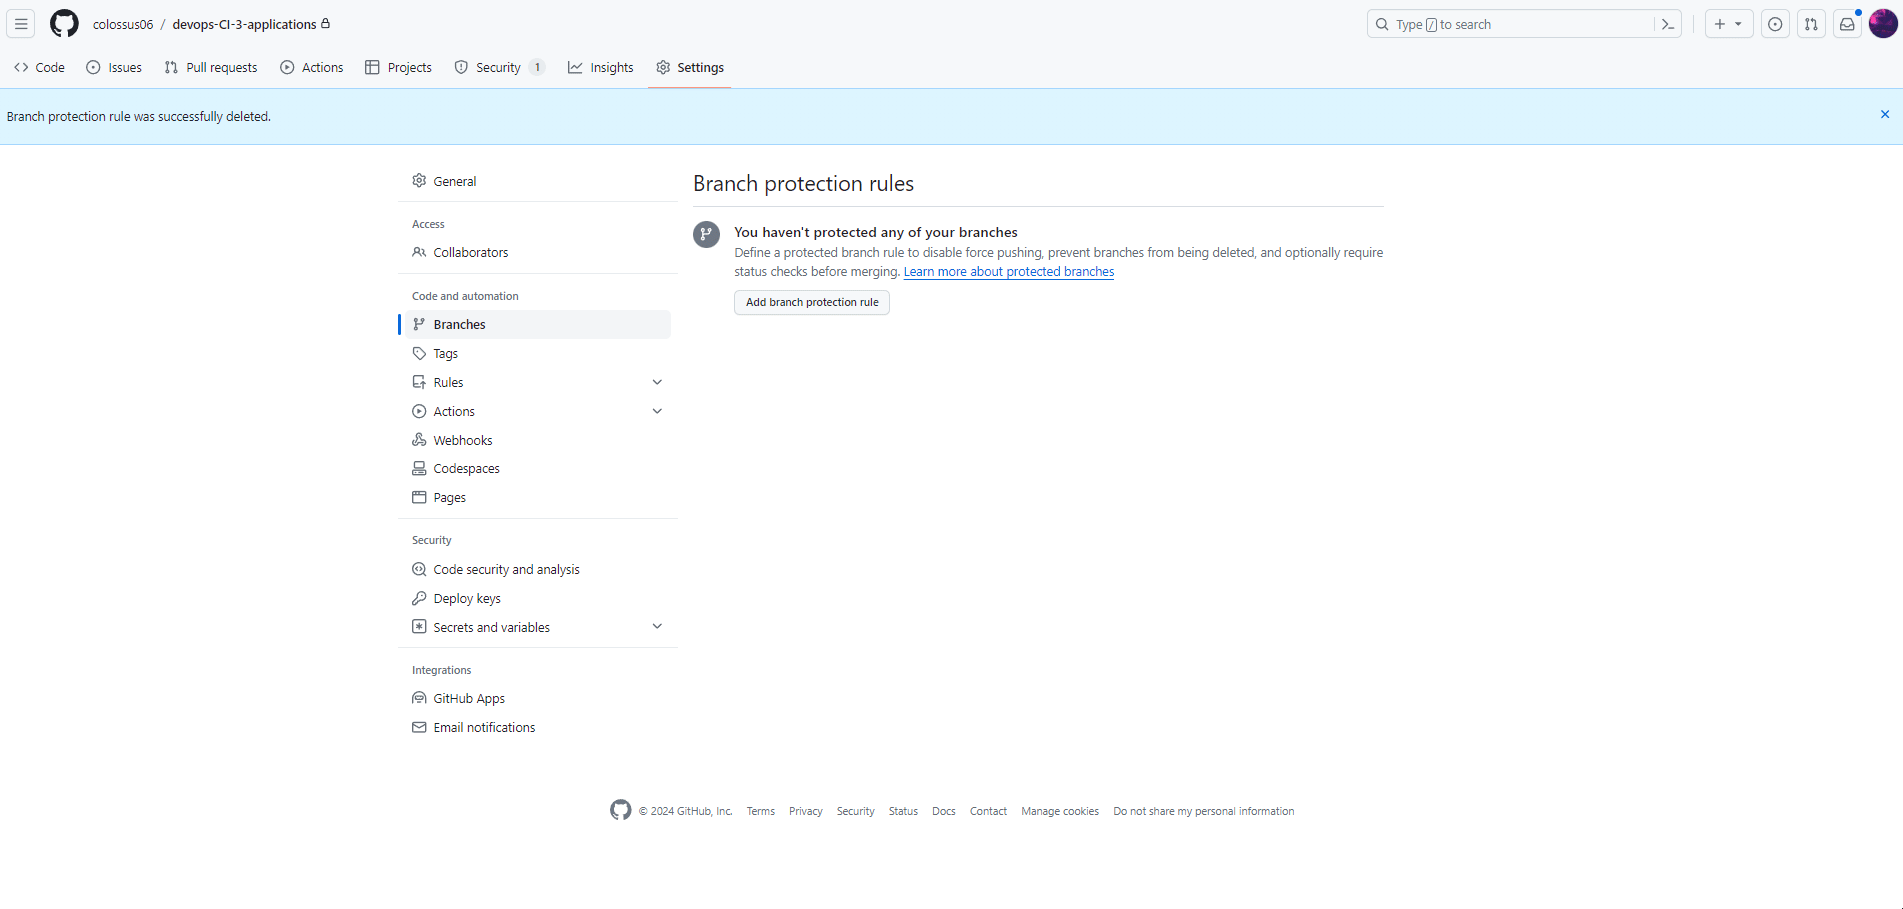 colossus06 / devops-CI-3-applications
Type / to search
Code Issues Pull requests Actions Projects Security 1 Insights Settings
Branch protection rule was successfully deleted.
General
Access
Collaborators
Code and automation
Branches
Tags
Rules
Actions
Webhooks
Codespaces
Pages
Security
Code security and analysis
Deploy keys
Secrets and variables
Integrations
GitHub Apps
Email notifications
Branch protection rules
You haven't protected any of your branches
Define a protected branch rule to disable force pushing, prevent branches from being deleted, and optionally require
status checks before merging. Learn more about protected branches
Add branch protection rule
© 2024 GitHub, Inc. Terms Privacy Security Status Docs Contact Manage cookies Do not share my personal information